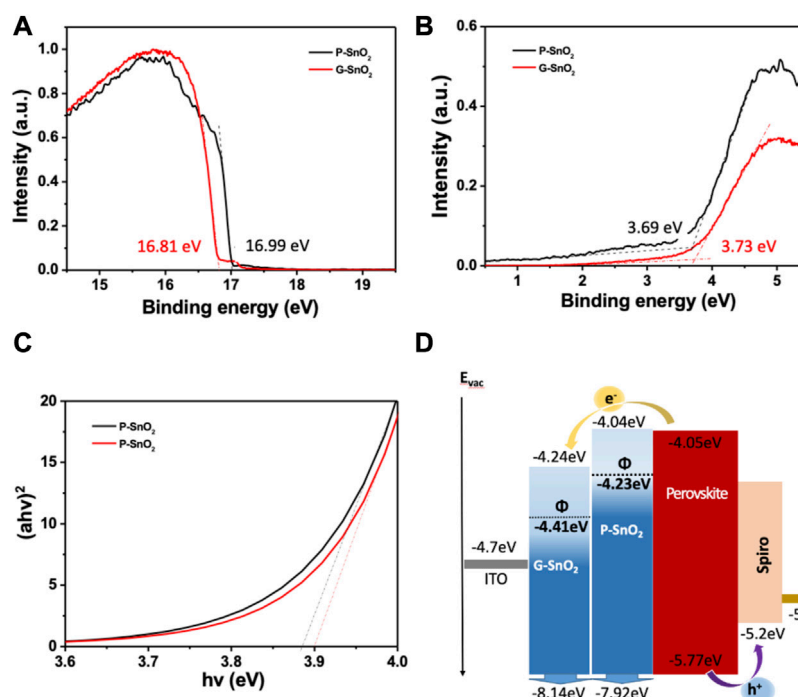 A
P-SnO2
G-SnO2
1.0
0.8
0.6
0.4
0.2
0.0
Intensity (a.u.)
16.81 eV
16.99 eV
15 16 17 18 19
Binding energy (eV)
B
P-SnO2
G-SnO2
0.6
0.4
0.2
0.0
Intensity (a.u.)
3.69 eV
3.73 eV
1 2 3 4 5
Binding energy (eV)
C
P-SnO2
P-SnO2
20
15
10
5
0
(ahv)2
3.6 3.7 3.8 3.9 4.0
hv (eV)
D
Evac
e-
-4.04eV
-4.24eV
-4.05eV
Φ
-4.23eV
Perovskite
Φ
-4.41eV
P-SnO2
-4.7eV
ITO
G-SnO2
Spiro
-5.2eV
-5.77eV
-8.14eV
-7.92eV
h+